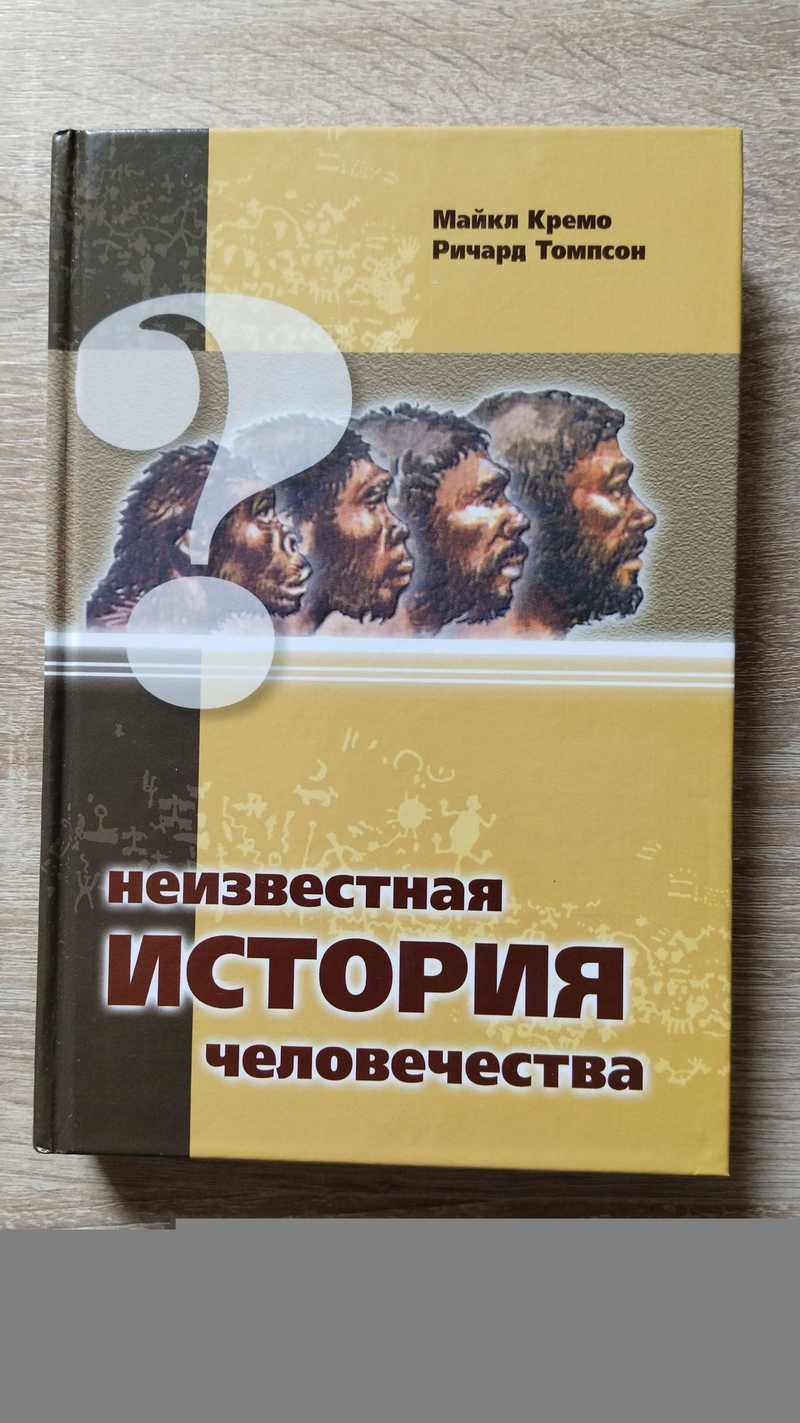 Майкл Кремо
Ричард Томпсон
неизвестная
ИСТОРИЯ
человечества